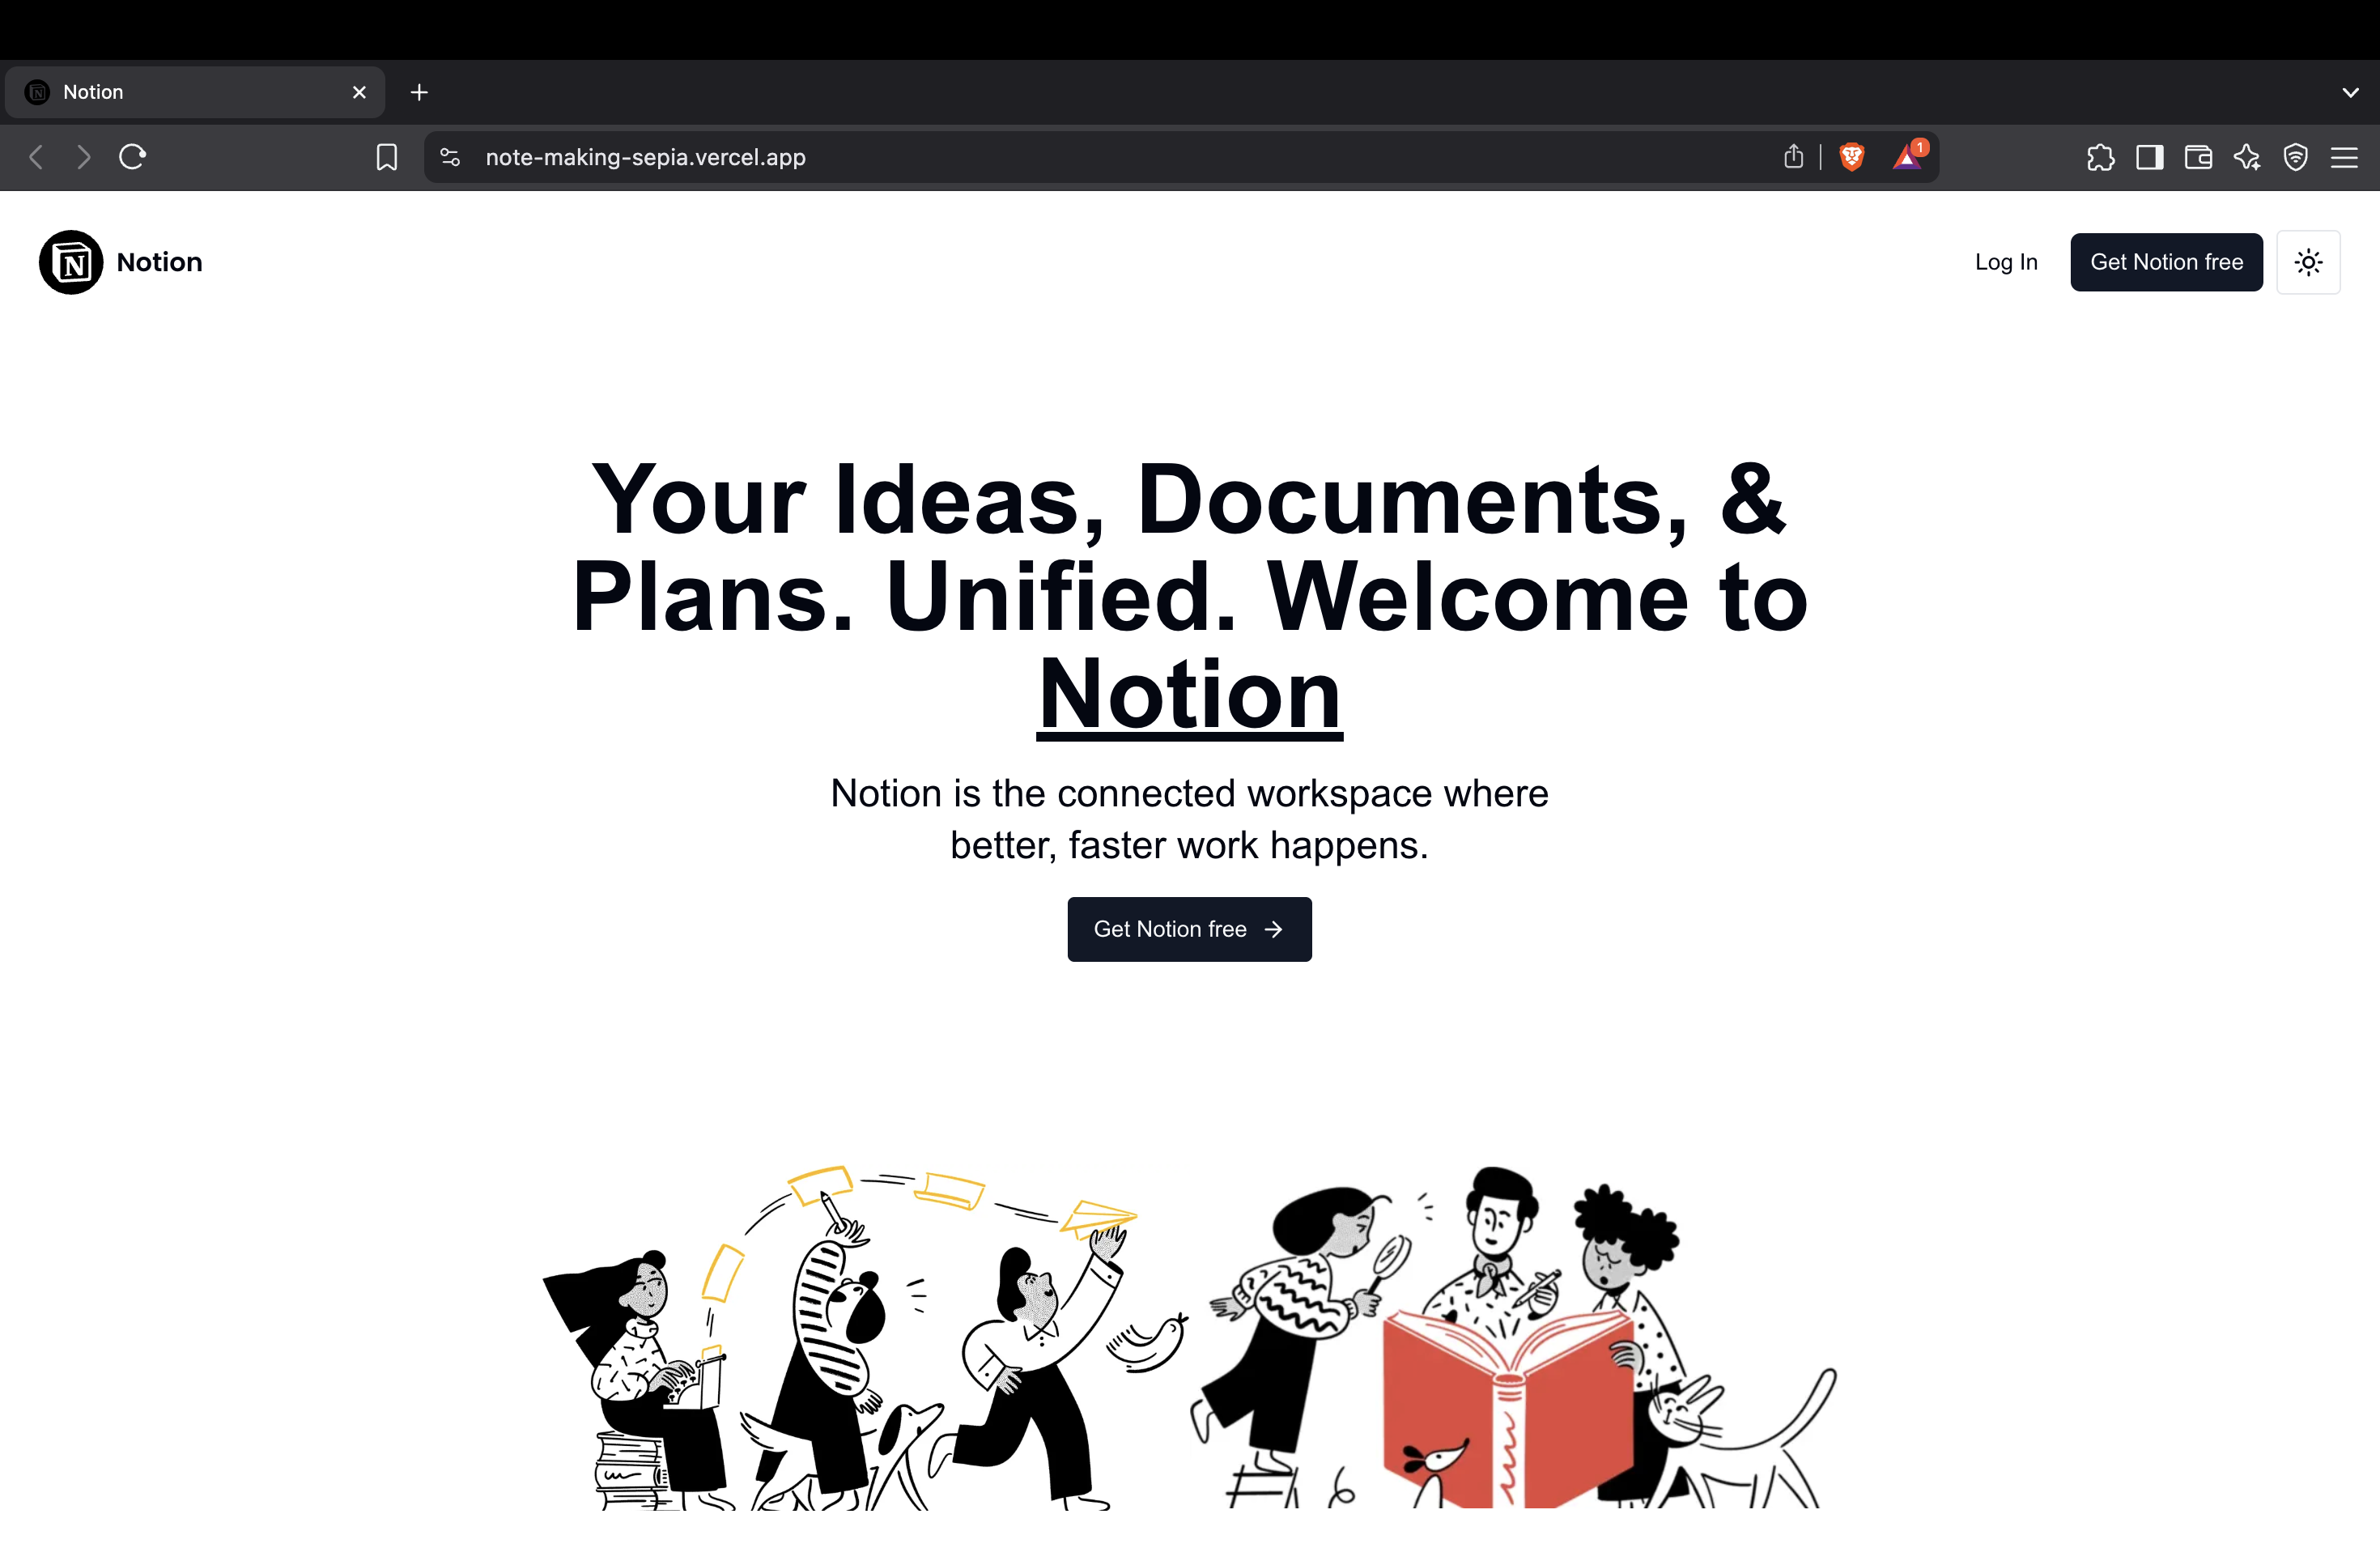 Notion
note-making-sepia.vercel.app
1
N
Notion
Log In
Get Notion free
Your Ideas, Documents, &
Plans. Unified. Welcome to
Notion
Notion is the connected workspace where
better, faster work happens.
Get Notion free